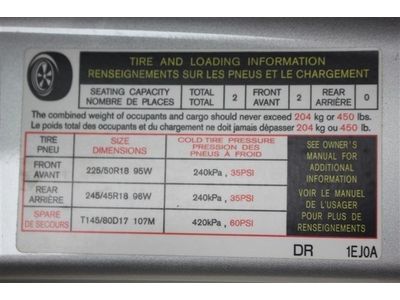 TIRE AND LOADING INFORMATION
RENSEIGNEMENTS SUR LES PNEUS ET LE CHARGEMENT
SEATING CAPACITY TOTAL 2 FRONT 2 REAR 0
NOMBRE DE PLACES TOTAL AVANT ARRIÈRE
The combined weight of occupants and cargo should never exceed 204 kg or 450 lbs.
Le poids total des occupants et du chargement ne doit jamais dépasser 204 kg ou 450 lb.
TIRE SIZE COLD TIRE PRESSURE
PNEU DIMENSIONS PRESSION DES
PNEUS À FROID
FRONT
AVANT 225/50R18 95W 240kPa , 35PSI
REAR
ARRIÈRE 245/45R18 96W 240kPa , 35PSI
SPARE
DE SECOURS T145/80D17 107M 420kPa , 60PSI
SEE OWNER'S
MANUAL FOR
ADDITIONAL
INFORMATION
VOIR LE MANUEL
DE L'USAGER
POUR PLUS DE
RENSEIGNEMENTS
DR 1EJ0A